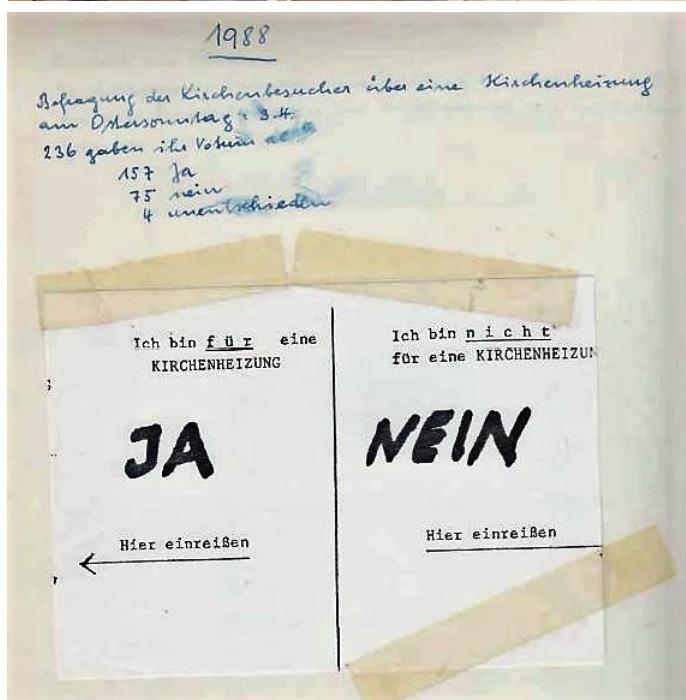 1988
Befragung der Kirchenbesucher über eine Kirchenheizung
am Ostersonntag 3.4.
236 gaben ihr Votum ab
157 Ja
75 nein
4 unentschieden
Ich bin für eine
KIRCHENHEIZUNG
JA
Hier einreißen
Ich bin nicht
für eine KIRCHENHEIZUN
NEIN
Hier einreißen